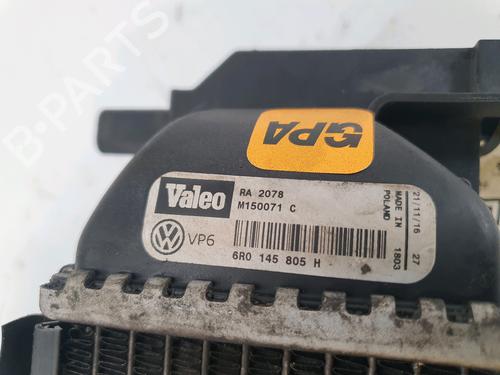 B-PARTS
GPA
Valeo
RA 2078
M150071 C
VP6
6R0 145 805 H
21/11/16 27
MADE IN 1803
POLAND